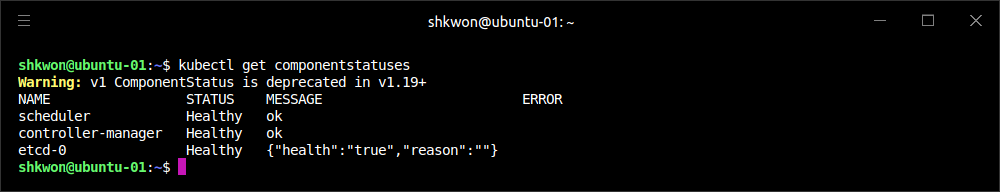 shkwon@ubuntu-01: ~
shkwon@ubuntu-01:~$ kubectl get componentstatuses
Warning: v1 ComponentStatus is deprecated in v1.19+
NAME                 STATUS    MESSAGE                         ERROR
scheduler            Healthy   ok
controller-manager   Healthy   ok
etcd-0               Healthy   {"health":"true","reason":""}
shkwon@ubuntu-01:~$